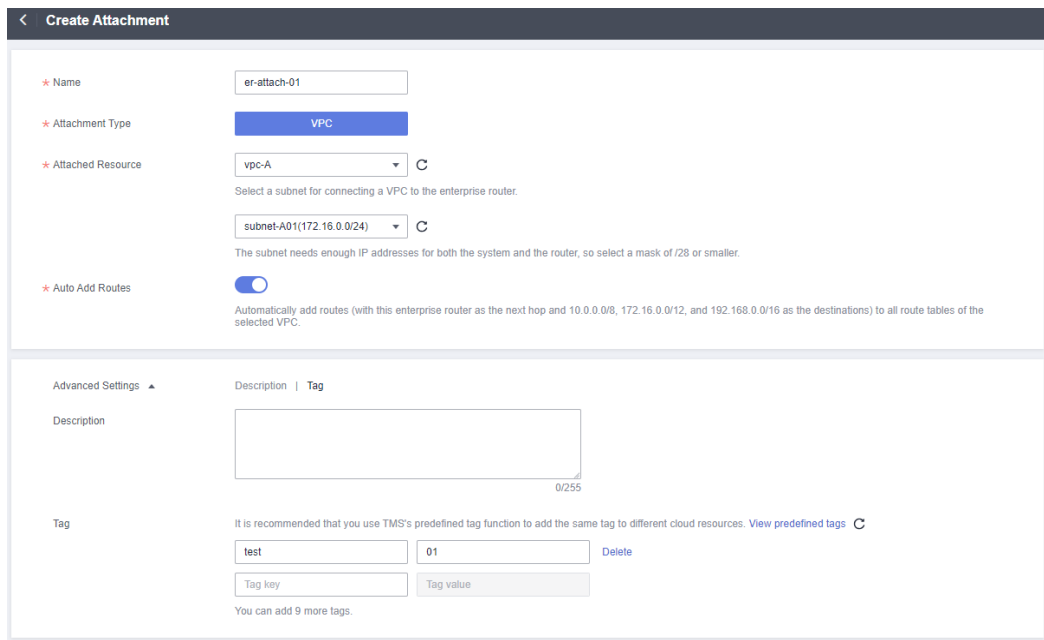 Create Attachment
* Name
er-attach-01
* Attachment Type
VPC
* Attached Resource
vpc-A
Select a subnet for connecting a VPC to the enterprise router.
subnet-A01(172.16.0.0/24)
The subnet needs enough IP addresses for both the system and the router, so select a mask of /28 or smaller.
* Auto Add Routes
Automatically add routes (with this enterprise router as the next hop and 10.0.0.0/8, 172.16.0.0/12, and 192.168.0.0/16 as the destinations) to all route tables of the
selected VPC.
Advanced Settings
Description | Tag
Description
0/255
Tag
It is recommended that you use TMS's predefined tag function to add the same tag to different cloud resources. View predefined tags
test 01 Delete
Tag key Tag value
You can add 9 more tags.